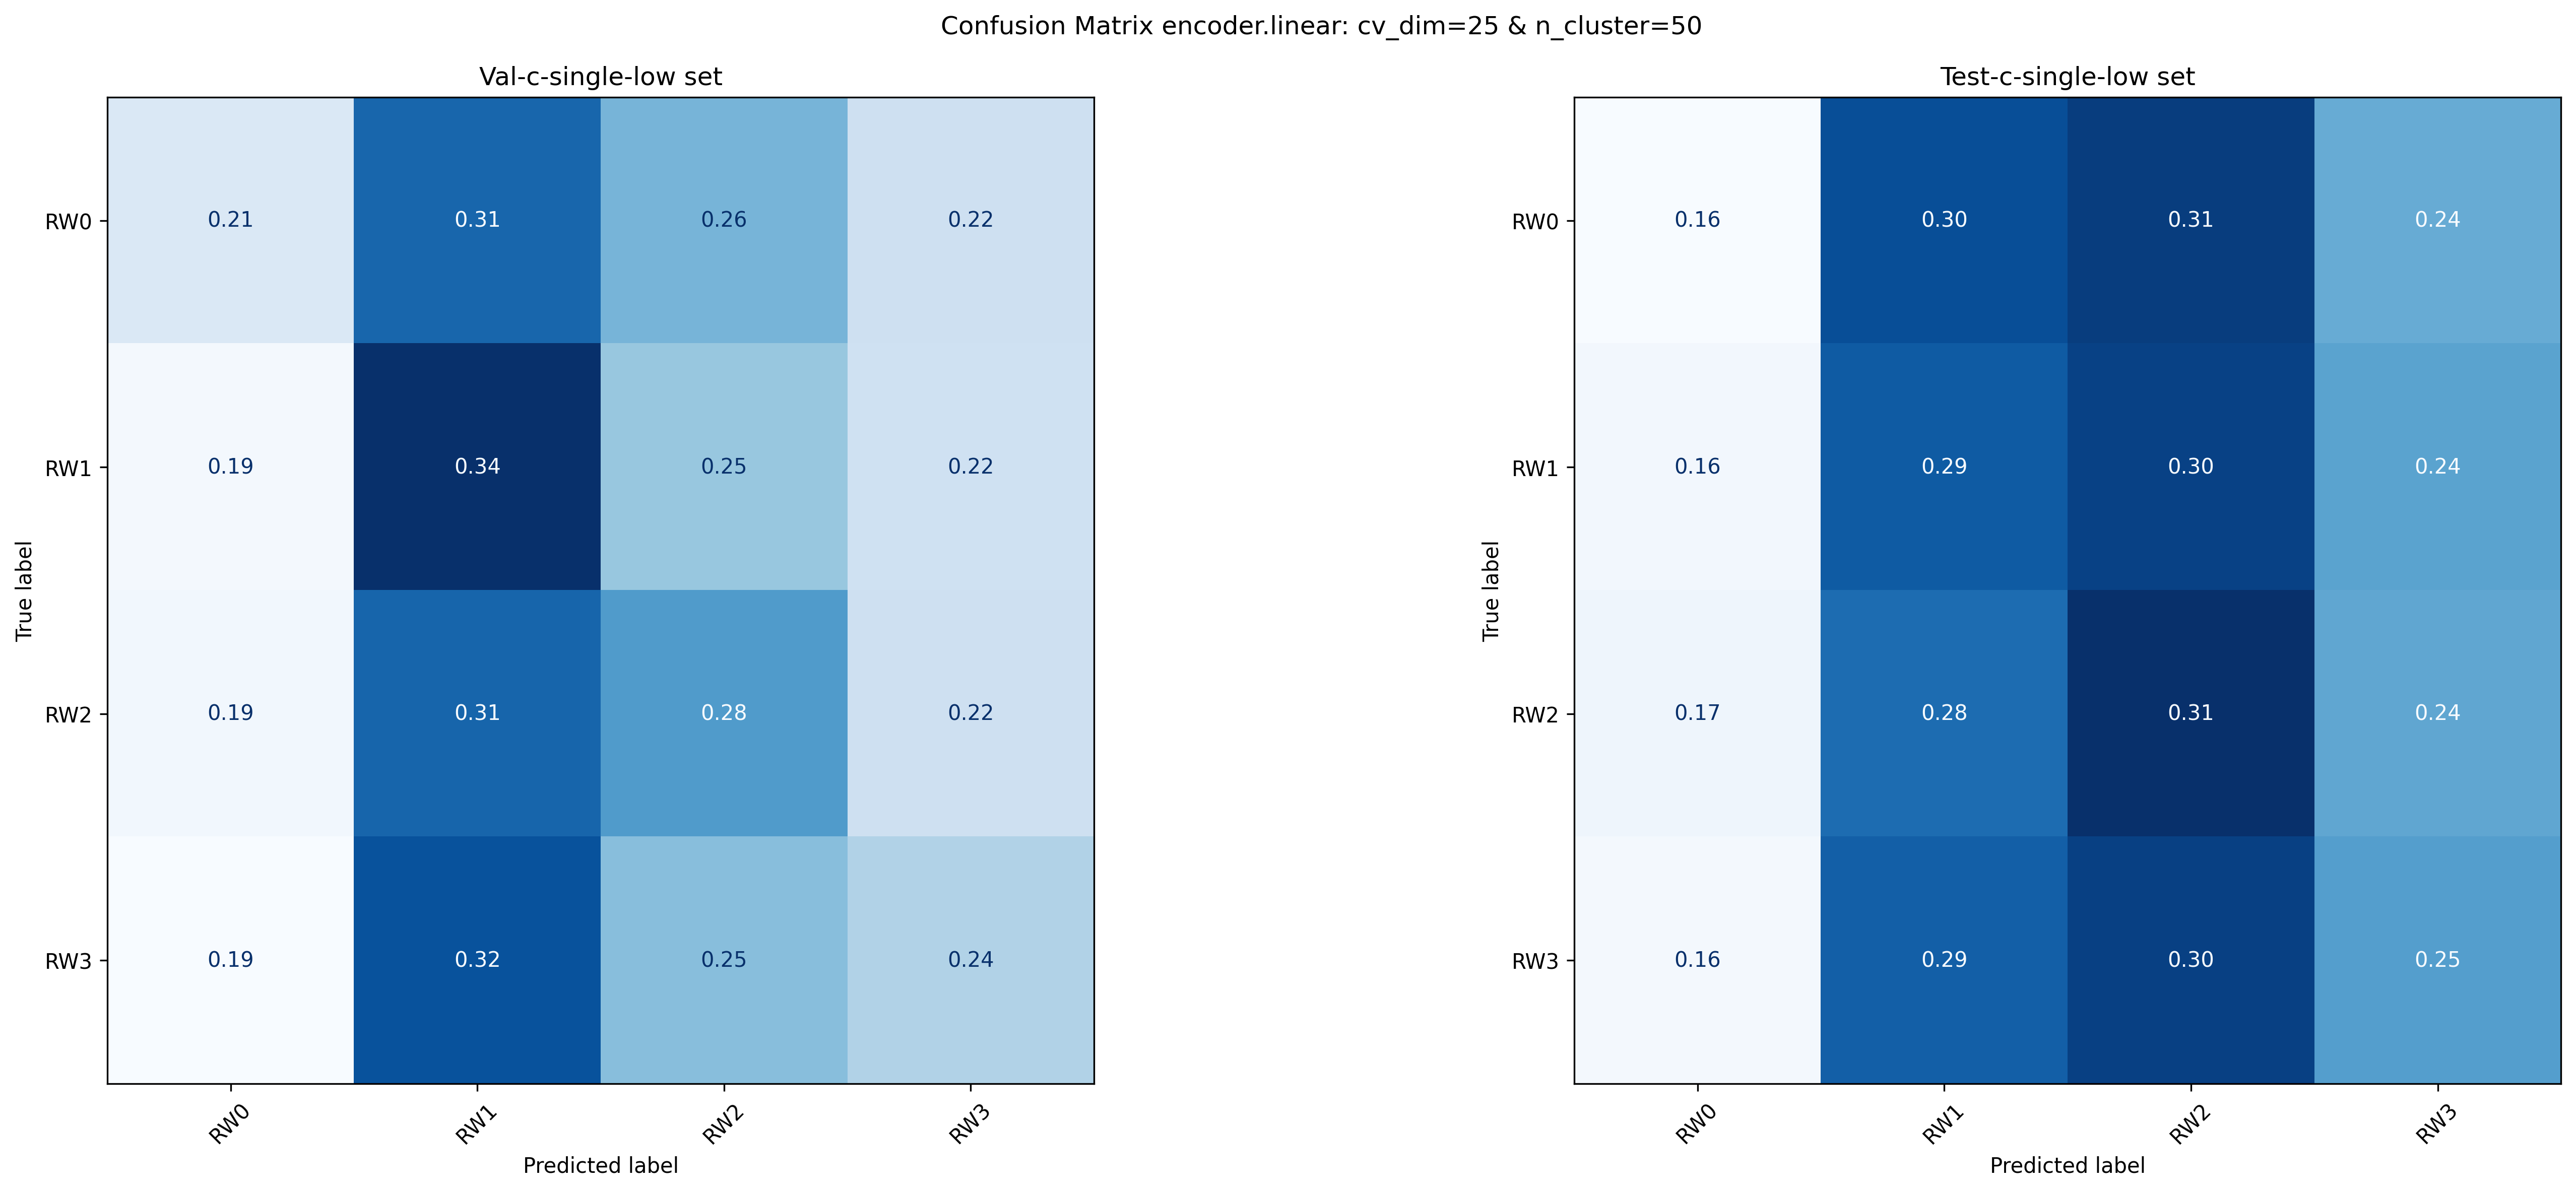 Confusion Matrix encoder.linear: cv_dim=25 & n_cluster=50
Val-c-single-low set
True label
RW0 0.21 0.31 0.26 0.22
RW1 0.19 0.34 0.25 0.22
RW2 0.19 0.31 0.28 0.22
RW3 0.19 0.32 0.25 0.24
RW0 RW1 RW2 RW3
Predicted label
Test-c-single-low set
True label
RW0 0.16 0.30 0.31 0.24
RW1 0.16 0.29 0.30 0.24
RW2 0.17 0.28 0.31 0.24
RW3 0.16 0.29 0.30 0.25
RW0 RW1 RW2 RW3
Predicted label